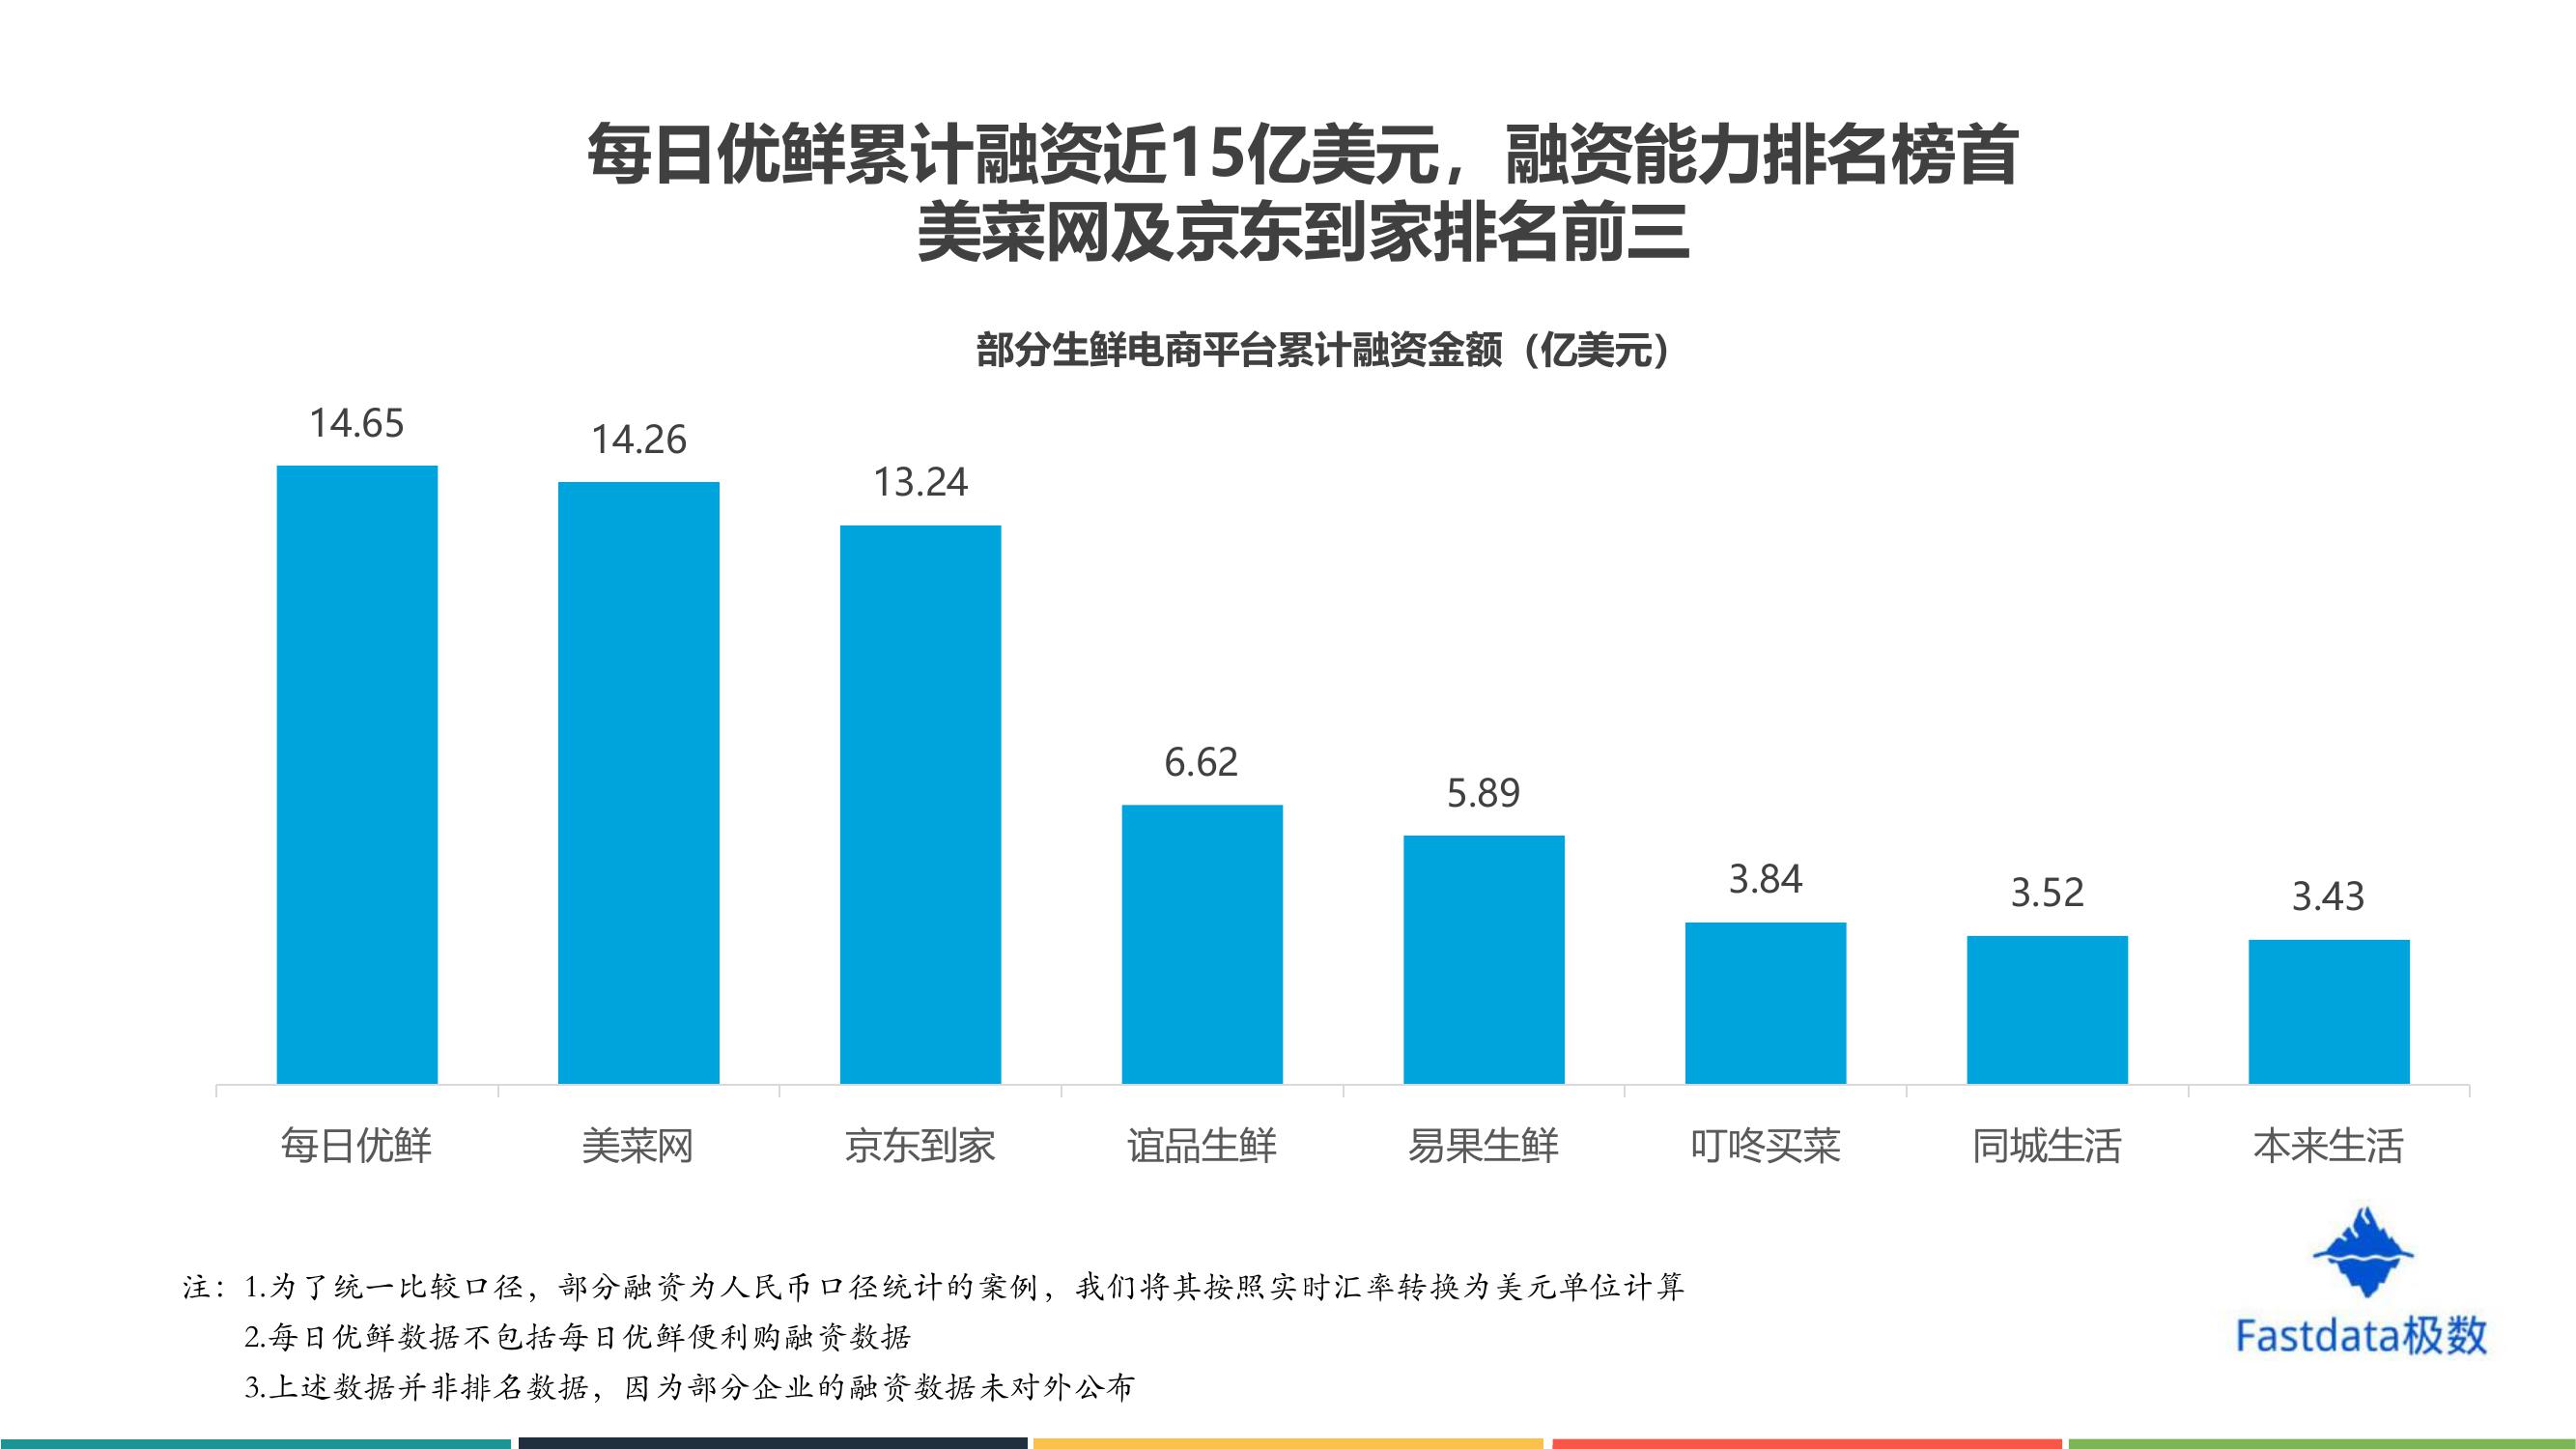 每日优鲜累计融资近15亿美元，融资能力排名榜首
美菜网及京东到家排名前三
部分生鲜电商平台累计融资金额（亿美元）
14.65
14.26
13.24
6.62
5.89
3.84
3.52
3.43
每日优鲜
美菜网
京东到家
谊品生鲜
易果生鲜
叮咚买菜
同城生活
本来生活
注：1.为了统一比较口径，部分融资为人民币口径统计的案例，我们将其按照实时汇率转换为美元单位计算
2.每日优鲜数据不包括每日优鲜便利购融资数据
3.上述数据并非排名数据，因为部分企业的融资数据未对外公布
Fastdata极数